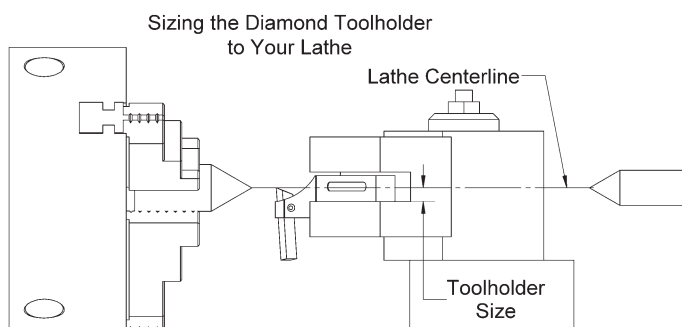 Sizing the Diamond Toolholder
to Your Lathe
Lathe Centerline
Toolholder
Size